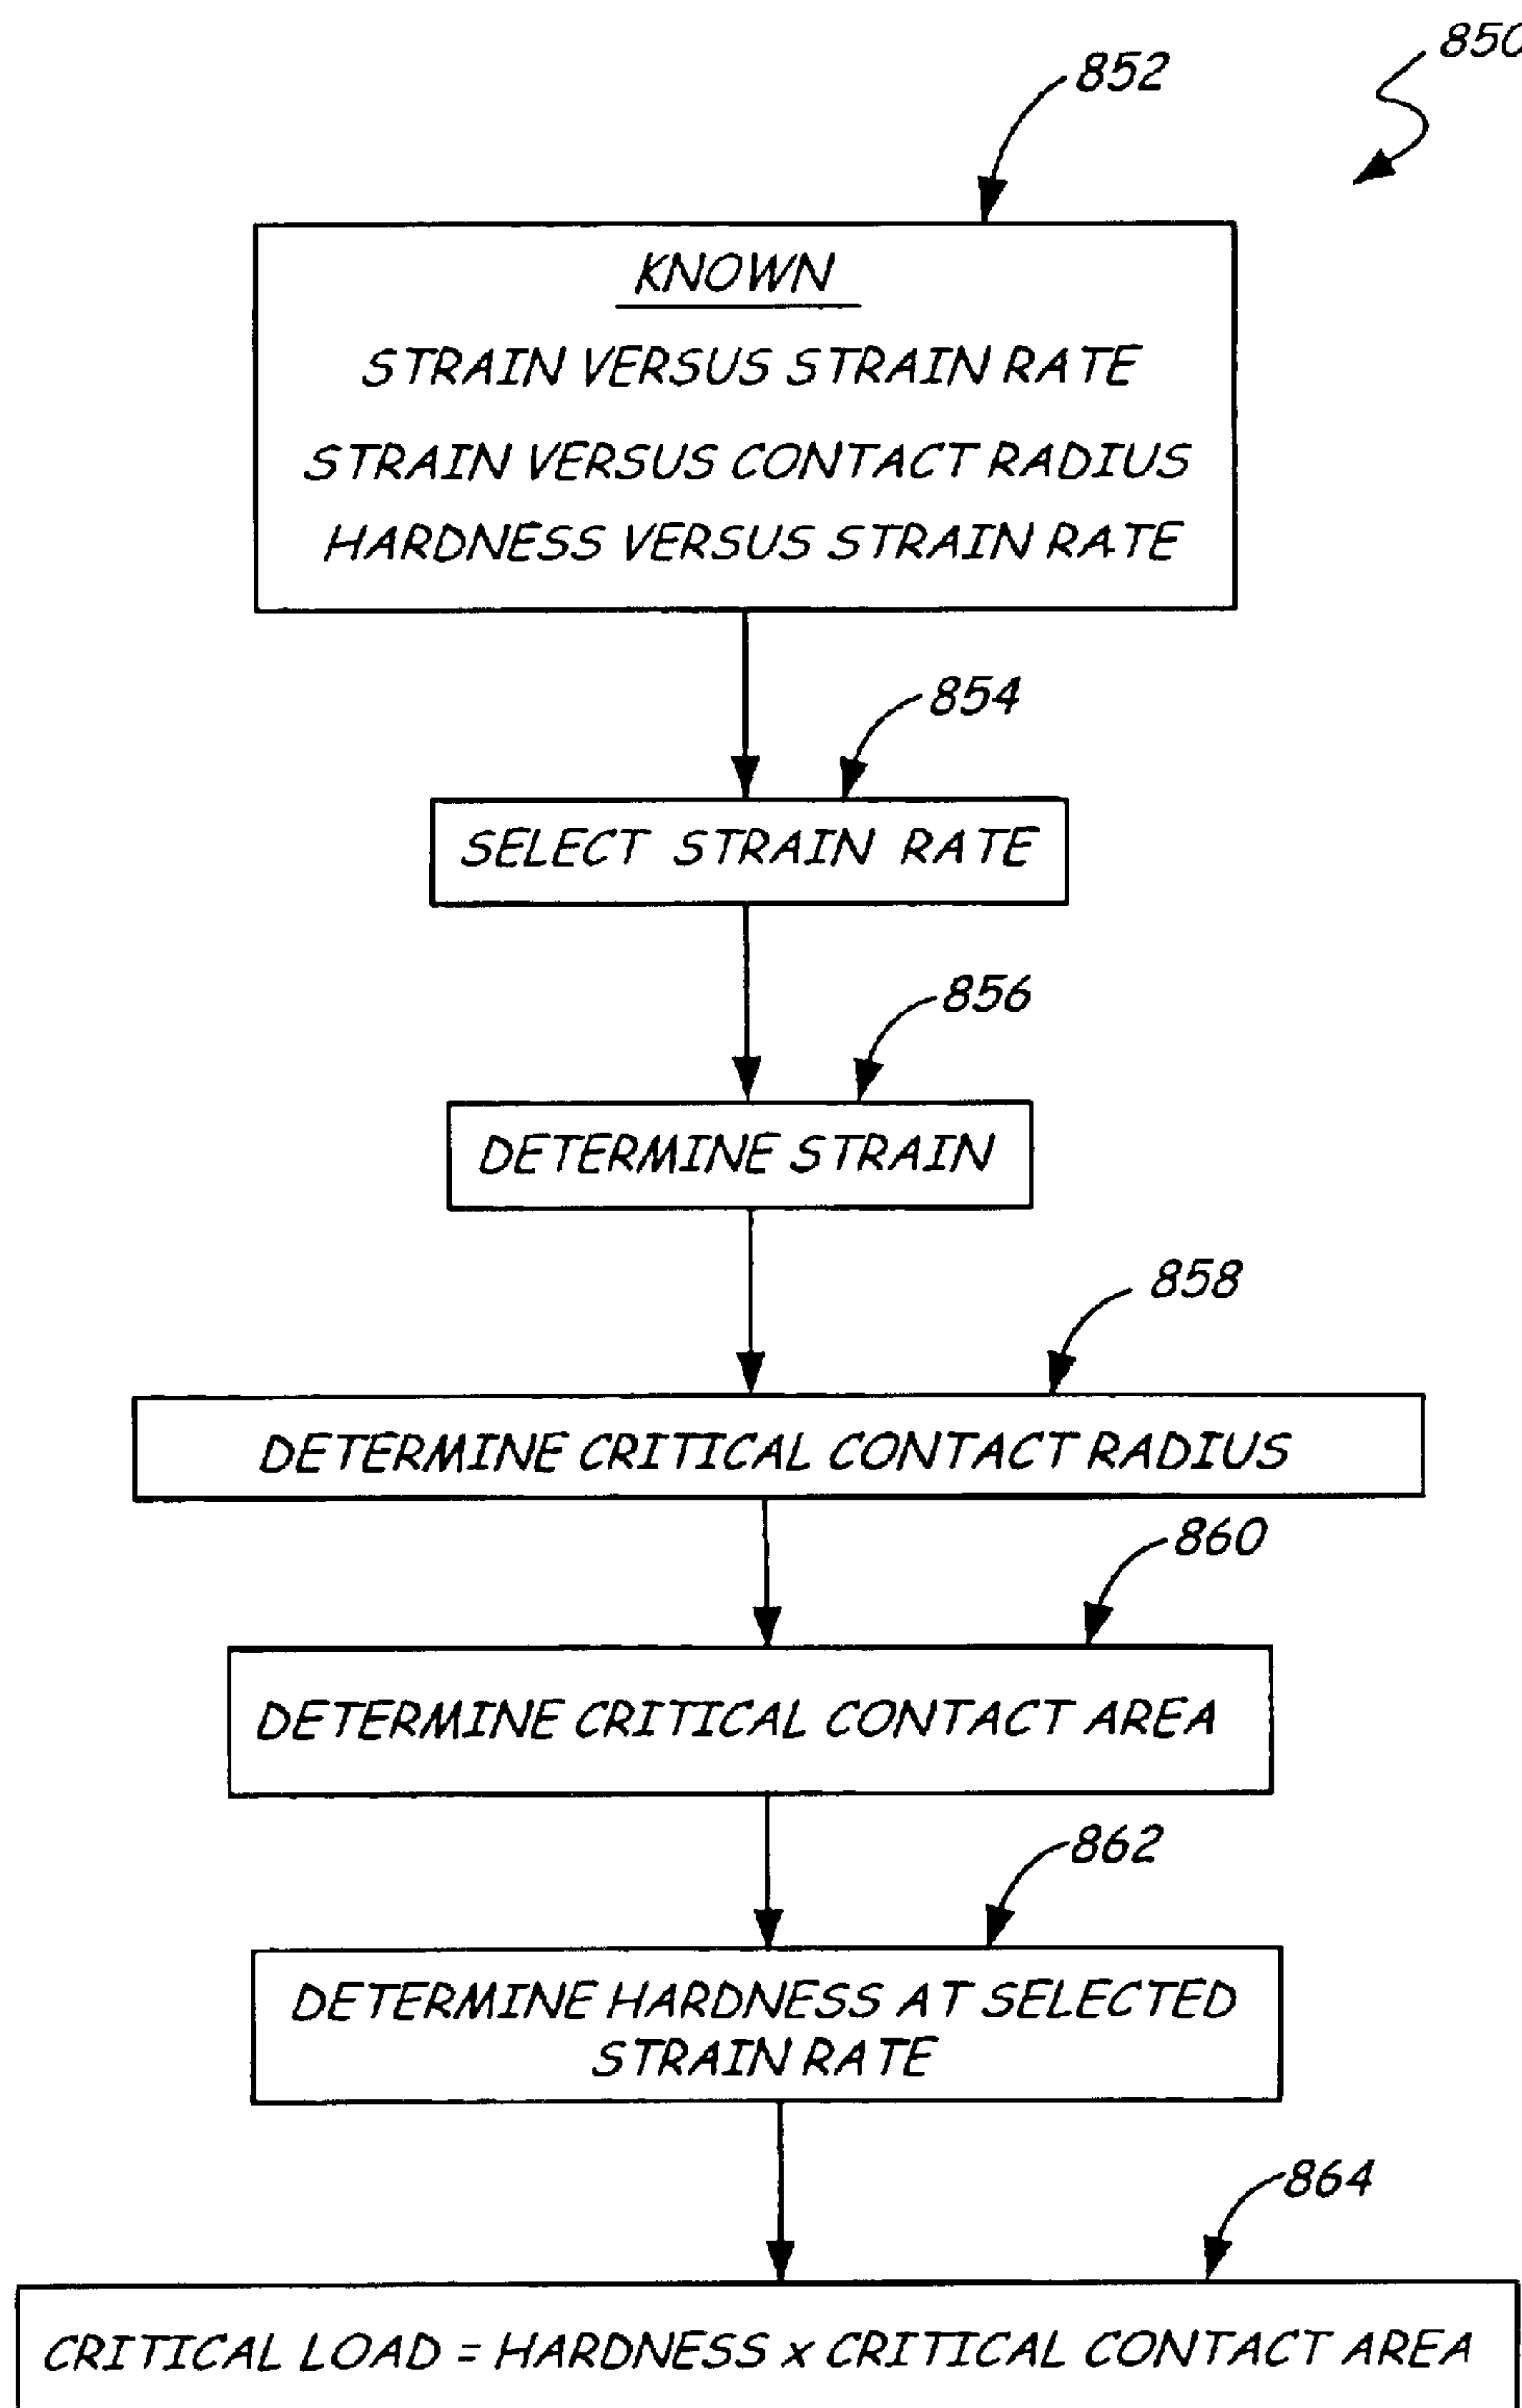 850
852
KNOWN
STRAIN VERSUS STRAIN RATE
STRAIN VERSUS CONTACT RADIUS
HARDNESS VERSUS STRAIN RATE
854
SELECT STRAIN RATE
856
DETERMINE STRAIN
858
DETERMINE CRITICAL CONTACT RADIUS
860
DETERMINE CRITICAL CONTACT AREA
862
DETERMINE HARDNESS AT SELECTED
STRAIN RATE
864
CRITICAL LOAD = HARDNESS x CRITICAL CONTACT AREA